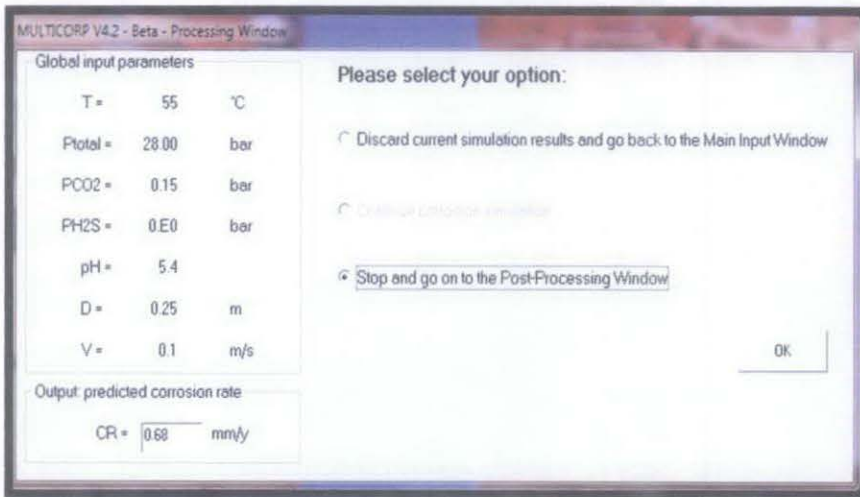 MULTICORP V4.2 - Beta - Processing Window
Global input parameters
T = 55 °C
Ptotal = 28.00 bar
PCO2 = 0.15 bar
PH2S = 0.E0 bar
pH = 5.4
D = 0.25 m
V = 0.1 m/s
Output: predicted corrosion rate
CR = 0.68 mm/y
Please select your option:
Discard current simulation results and go back to the Main Input Window
Continue corrosion simulation
Stop and go on to the Post-Processing Window
OK